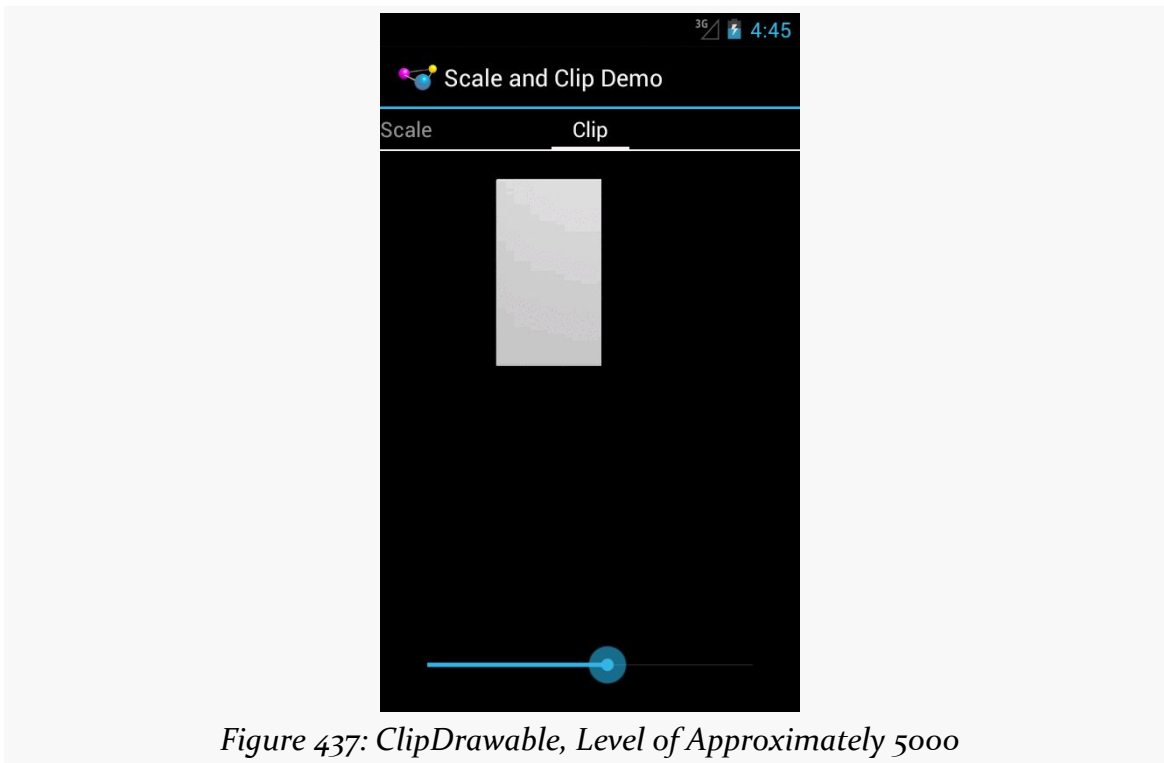 3G 4:45
Scale and Clip Demo
Scale Clip
Figure 437: ClipDrawable, Level of Approximately 5000